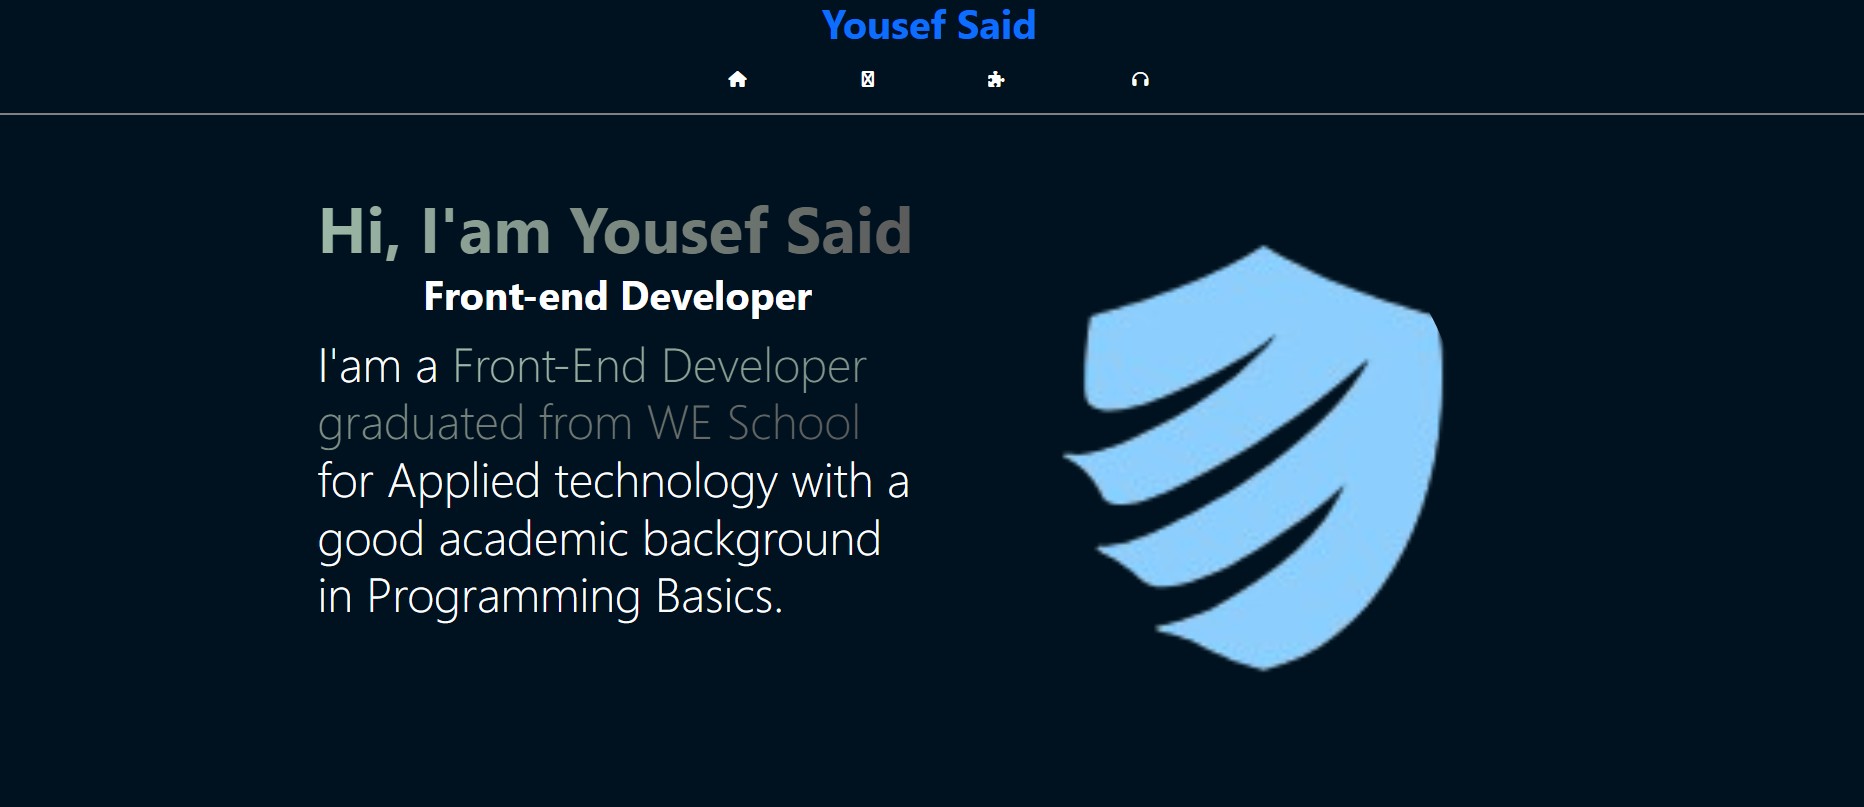 Yousef Said
Hi, I'am Yousef Said
Front-end Developer
I'am a Front-End Developer
graduated from WE School
for Applied technology with a
good academic background
in Programming Basics.